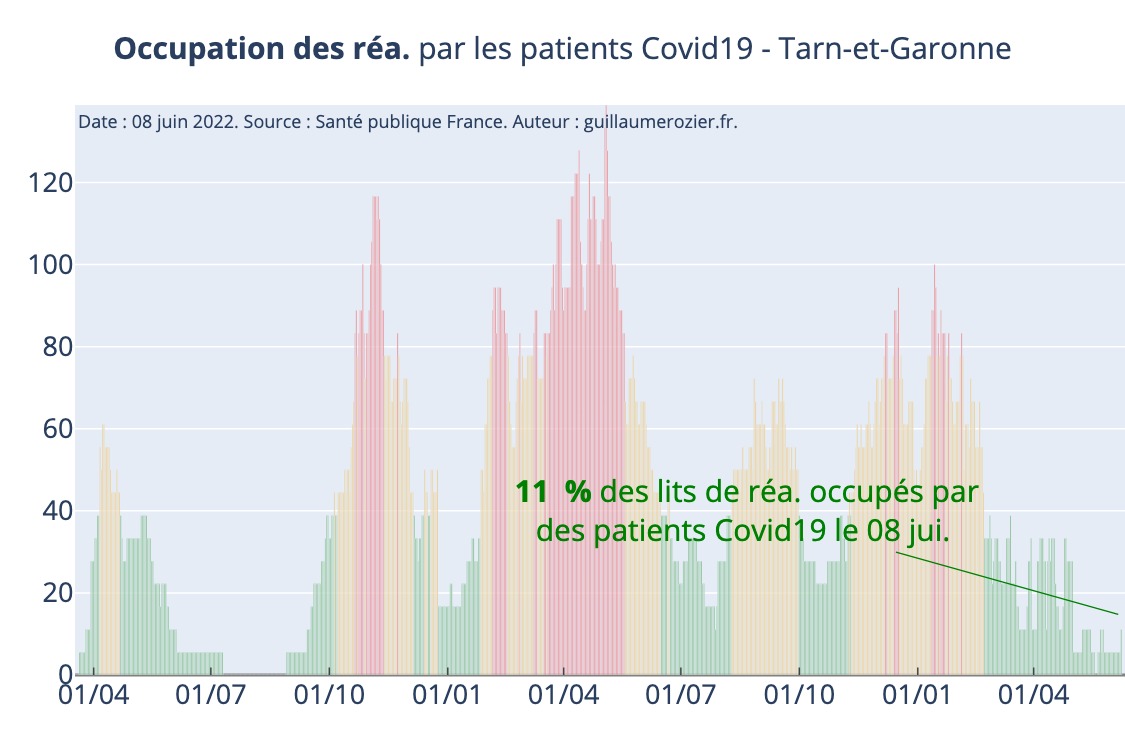 Occupation des réa. par les patients Covid19 - Tarn-et-Garonne
Date : 08 juin 2022. Source : Santé publique France. Auteur : guillaumerozier.fr.
120
100
80
60
40
20
0
11 % des lits de réa. occupés par
des patients Covid19 le 08 jui.
01/04 01/07 01/10 01/01 01/04 01/07 01/10 01/01 01/04